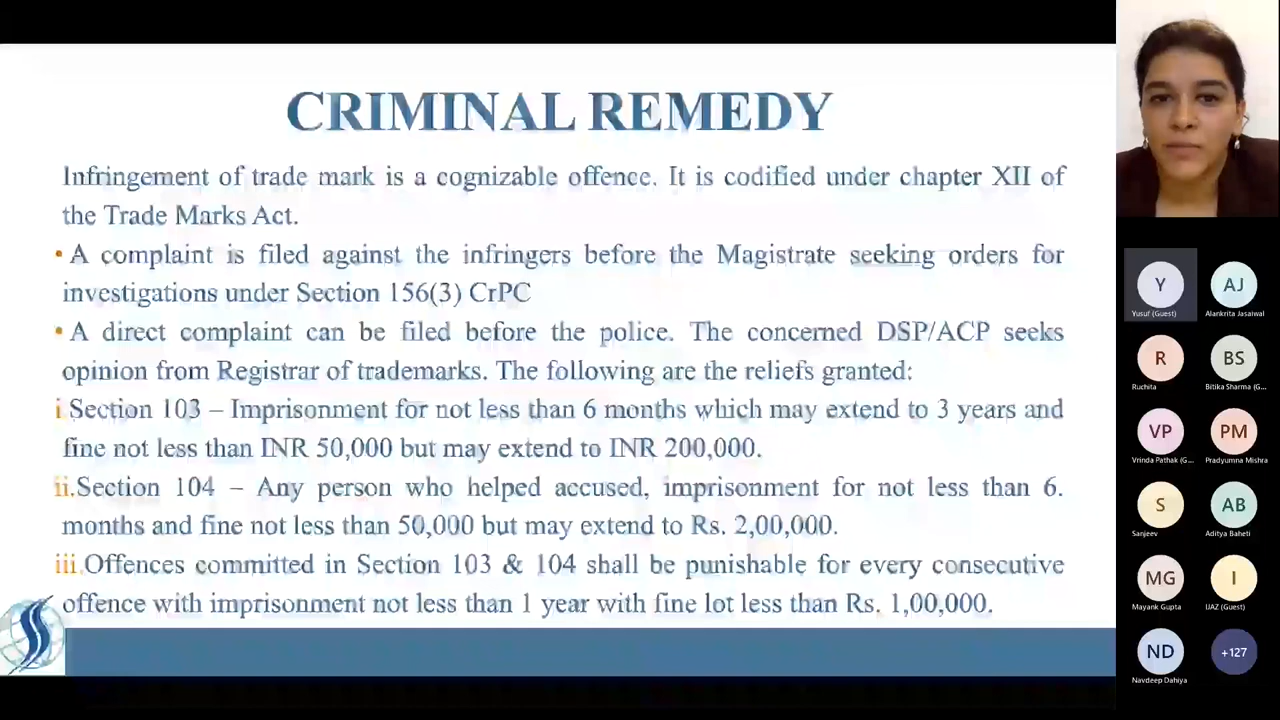 CRIMINAL REMEDY
Infringement of trade mark is a cognizable offence. It is codified under chapter XII of
the Trade Marks Act.
• A complaint is filed against the infringers before the Magistrate seeking orders for
investigations under Section 156(3) CrPC
• A direct complaint can be filed before the police. The concerned DSP/ACP seeks
opinion from Registrar of trademarks. The following are the reliefs granted:
i Section 103 – Imprisonment for not less than 6 months which may extend to 3 years and
fine not less than INR 50,000 but may extend to INR 200,000.
ii.Section 104 – Any person who helped accused, imprisonment for not less than 6.
months and fine not less than 50,000 but may extend to Rs. 2,00,000.
iii.Offences committed in Section 103 & 104 shall be punishable for every consecutive
offence with imprisonment not less than 1 year with fine lot less than Rs. 1,00,000.
Y
Yusuf (Guest)
AJ
Alankrita Jasaiwal
R
Ruchita
BS
Bitika Sharma (G...
VP
Vrinda Pathak (G...
PM
Pradyumna Mishra
S
Sanjeev
AB
Aditya Baheti
MG
Mayank Gupta
I
IJAZ (Guest)
ND
Navdeep Dahiya
+127